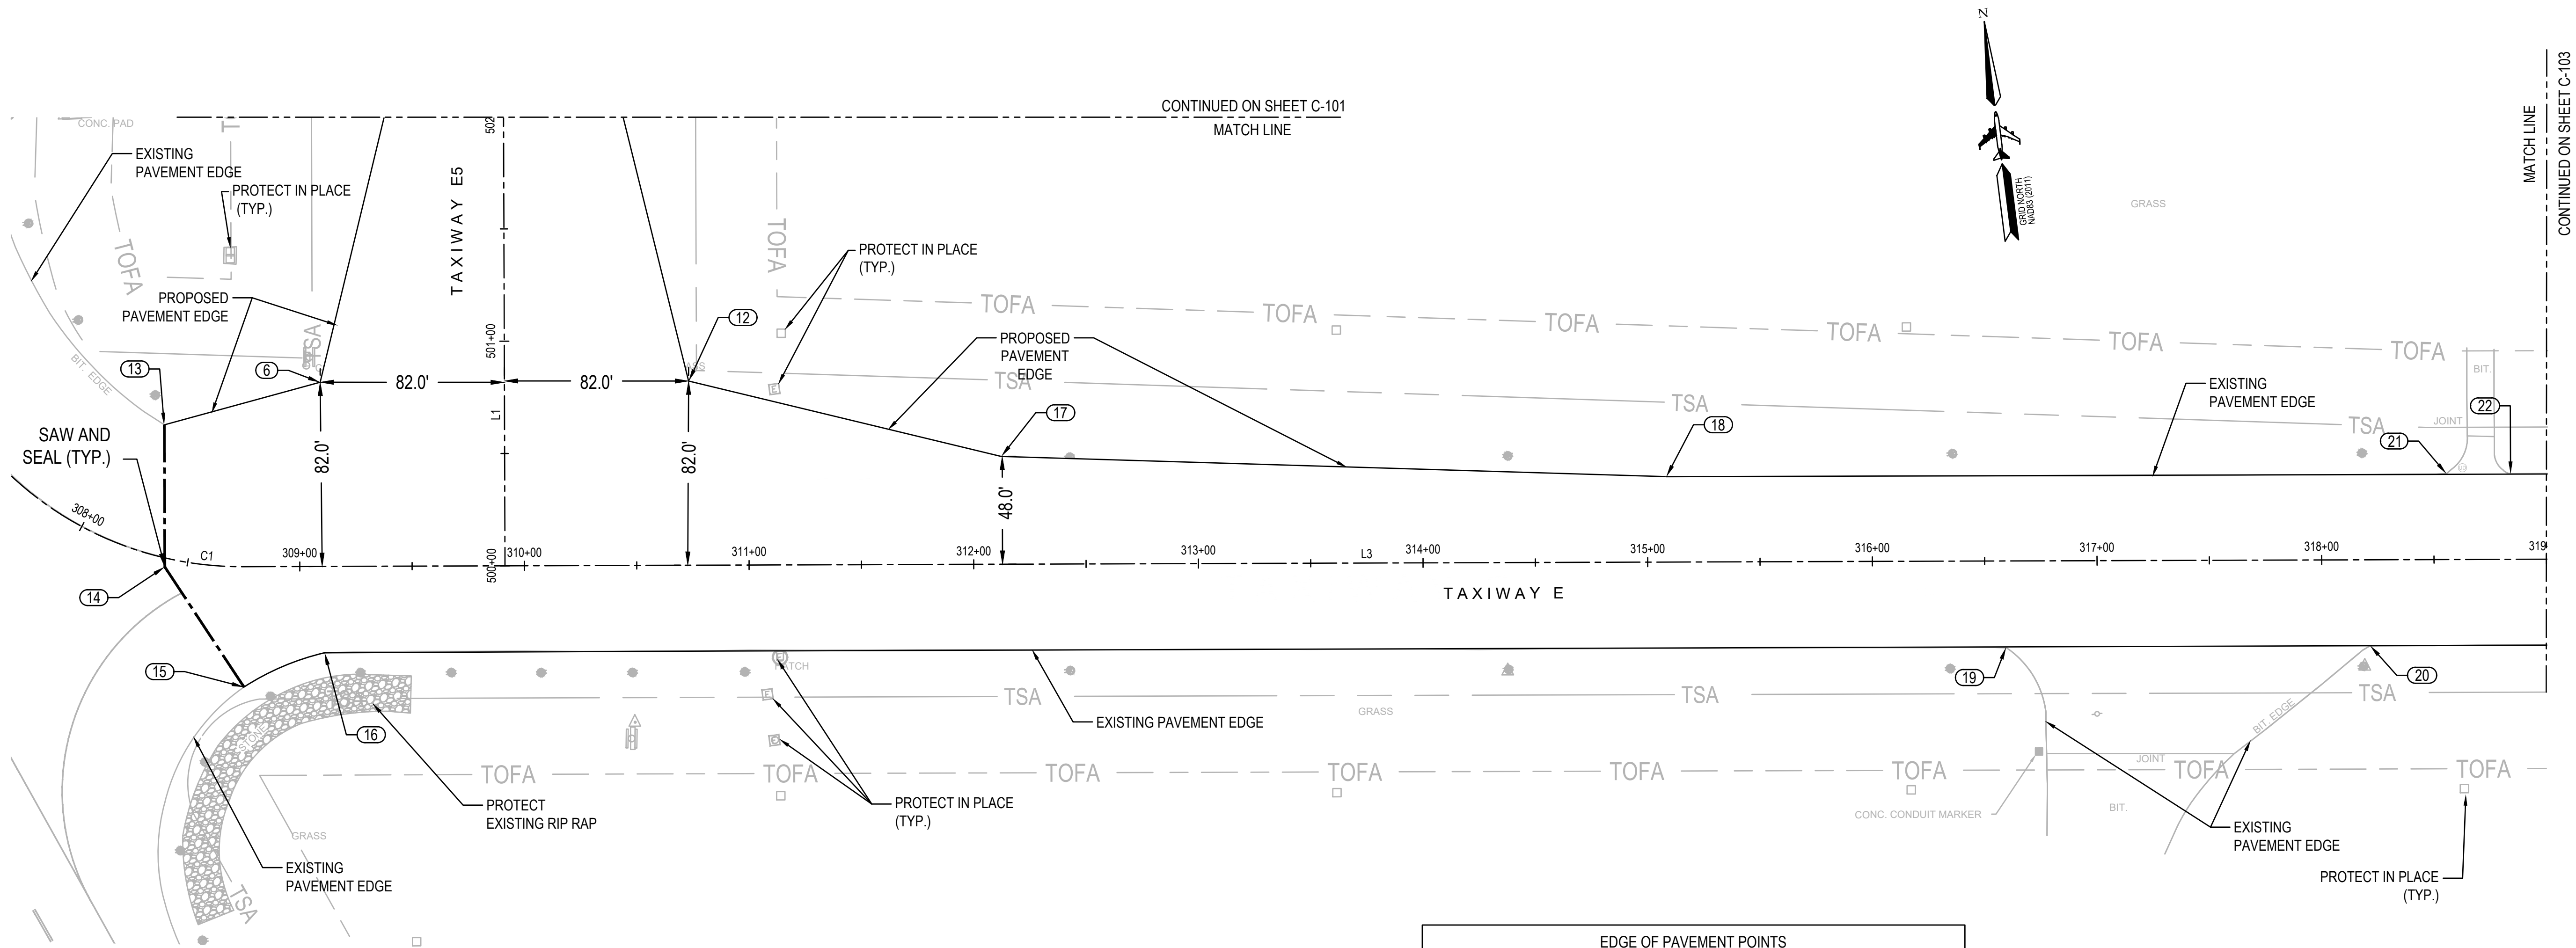 CONTINUED ON SHEET C-101
MATCH LINE
MATCH LINE
CONTINUED ON SHEET C-103
N
GRID NORTH
NAD83 (2011)
CONC. PAD
EXISTING
PAVEMENT EDGE
PROTECT IN PLACE
(TYP.)
TOFA
PROPOSED
PAVEMENT EDGE
BIT. EDGE
TSA
TAXIWAY E5
502
501+00
500+00
L1
TOFA
PROTECT IN PLACE
(TYP.)
GRASS
TOFA
TOFA
TOFA
TOFA
TOFA
TOFA
12
13
6
82.0'
82.0'
82.0'
82.0'
PROPOSED
PAVEMENT
EDGE
TSA
TSA
TSA
17
18
EXISTING
PAVEMENT EDGE
BIT.
22
JOINT
21
SAW AND
SEAL (TYP.)
48.0'
308+00
C1
309+00
310+00
311+00
312+00
313+00
L3
314+00
315+00
316+00
317+00
318+00
319
14
TAXIWAY E
15
16
19
20
TSA
TSA
TSA
GRASS
EXISTING PAVEMENT EDGE
BIT. EDGE
STONE
TOFA
TOFA
TOFA
TOFA
TOFA
TOFA
TOFA
TOFA
JOINT
BIT.
PROTECT
EXISTING RIP RAP
PROTECT IN PLACE
(TYP.)
CONC. CONDUIT MARKER
EXISTING
PAVEMENT EDGE
GRASS
EXISTING
PAVEMENT EDGE
TSA
PROTECT IN PLACE
(TYP.)
EDGE OF PAVEMENT POINTS